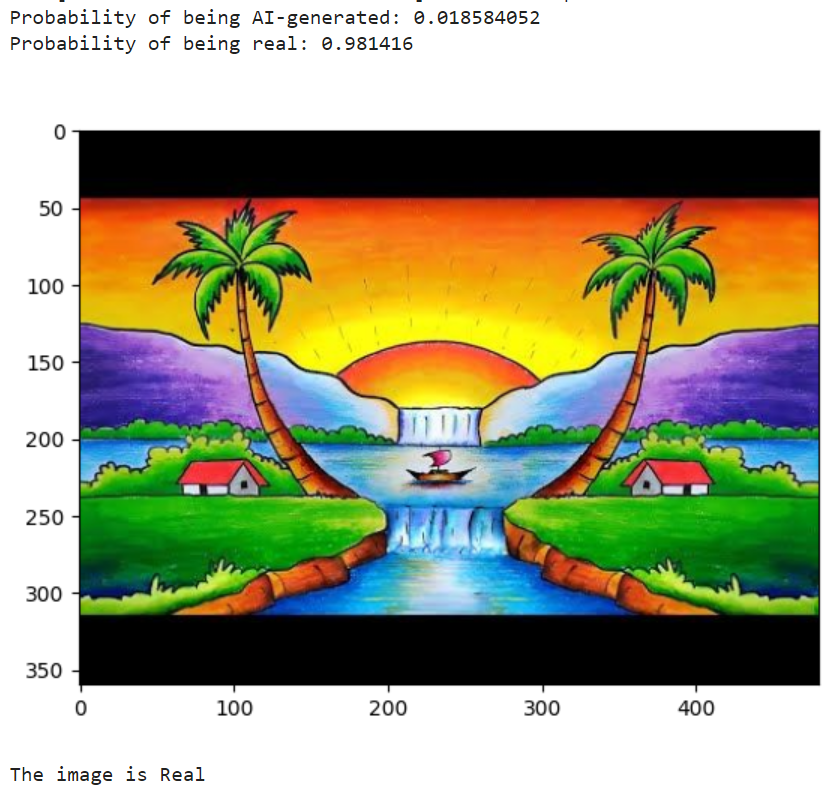 Probability of being AI-generated: 0.018584052
Probability of being real: 0.981416
0
50
100
150
200
250
300
350
0 100 200 300 400
The image is Real